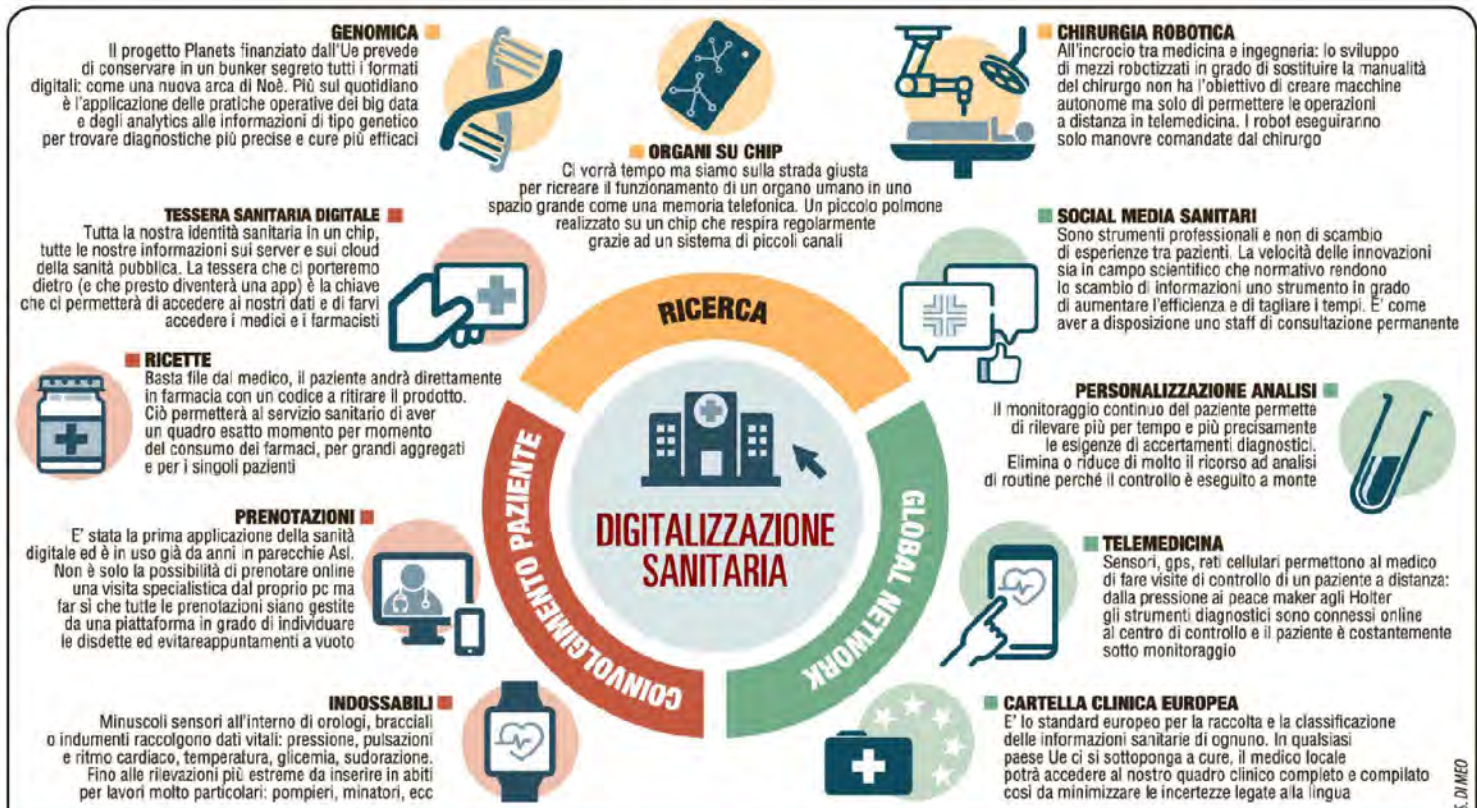 GENOMICA
Il progetto Planets finanziato dall'Ue prevede
di conservare in un bunker segreto tutti i formati
digitali: come una nuova arca di Noè. Più sul quotidiano
è l'applicazione delle pratiche operative dei big data
e degli analytics alle informazioni di tipo genetico
per trovare diagnostiche più precise e cure più efficaci
ORGANI SU CHIP
Ci vorrà tempo ma siamo sulla strada giusta
per ricreare il funzionamento di un organo umano in uno
spazio grande come una memoria telefonica. Un piccolo polmone
realizzato su un chip che respira regolarmente
grazie ad un sistema di piccoli canali
CHIRURGIA ROBOTICA
All'incrocio tra medicina e ingegneria: lo sviluppo
di mezzi robotizzati in grado di sostituire la manualità
del chirurgo non ha l'obiettivo di creare macchine
autonome ma solo di permettere le operazioni
a distanza in telemedicina. I robot eseguiranno
solo manovre comandate dal chirurgo
TESSERA SANITARIA DIGITALE
Tutta la nostra identità sanitaria in un chip,
tutte le nostre informazioni sui server e sui cloud
della sanità pubblica. La tessera che ci porteremo
dietro (e che presto diventerà una app) è la chiave
che ci permetterà di accedere ai nostri dati e di farvi
accedere i medici e i farmacisti
SOCIAL MEDIA SANITARI
Sono strumenti professionali e non di scambio
di esperienze tra pazienti. La velocità delle innovazioni
sia in campo scientifico che normativo rendono
lo scambio di informazioni uno strumento in grado
di aumentare l'efficienza e di tagliare i tempi. E' come
aver a disposizione uno staff di consultazione permanente
RICETTE
Basta file dal medico, il paziente andrà direttamente
in farmacia con un codice a ritirare il prodotto.
Ciò permetterà al servizio sanitario di aver
un quadro esatto momento per momento
del consumo dei farmaci, per grandi aggregati
e per i singoli pazienti
PERSONALIZZAZIONE ANALISI
Il monitoraggio continuo del paziente permette
di rilevare più per tempo e più precisamente
le esigenze di accertamenti diagnostici.
Elimina o riduce di molto il ricorso ad analisi
di routine perché il controllo è eseguito a monte
PRENOTAZIONI
E' stata la prima applicazione della sanità
digitale ed è in uso già da anni in parecchie Asl.
Non è solo la possibilità di prenotare online
una visita specialistica dal proprio pc ma
far sì che tutte le prenotazioni siano gestite
da una piattaforma in grado di individuare
le disdette ed evitareappuntamenti a vuoto
TELEMEDICINA
Sensori, gps, reti cellulari permettono al medico
di fare visite di controllo di un paziente a distanza:
dalla pressione ai peace maker agli Holter
gli strumenti diagnostici sono connessi online
al centro di controllo e il paziente è costantemente
sotto monitoraggio
INDOSSABILI
Minuscoli sensori all'interno di orologi, bracciali
o indumenti raccolgono dati vitali: pressione, pulsazioni
e ritmo cardiaco, temperatura, glicemia, sudorazione.
Fino alle rilevazioni più estreme da inserire in abiti
per lavori molto particolari: pompieri, minatori, ecc
CARTELLA CLINICA EUROPEA
E' lo standard europeo per la raccolta e la classificazione
delle informazioni sanitarie di ognuno. In qualsiasi
paese Ue ci si sottoponga a cure, il medico locale
potrà accedere al nostro quadro clinico completo e compilato
così da minimizzare le incertezze legate alla lingua
RICERCA
COINVOLGIMENTO PAZIENTE
GLOBAL NETWORK
DIGITALIZZAZIONE
SANITARIA
S. DI MEO